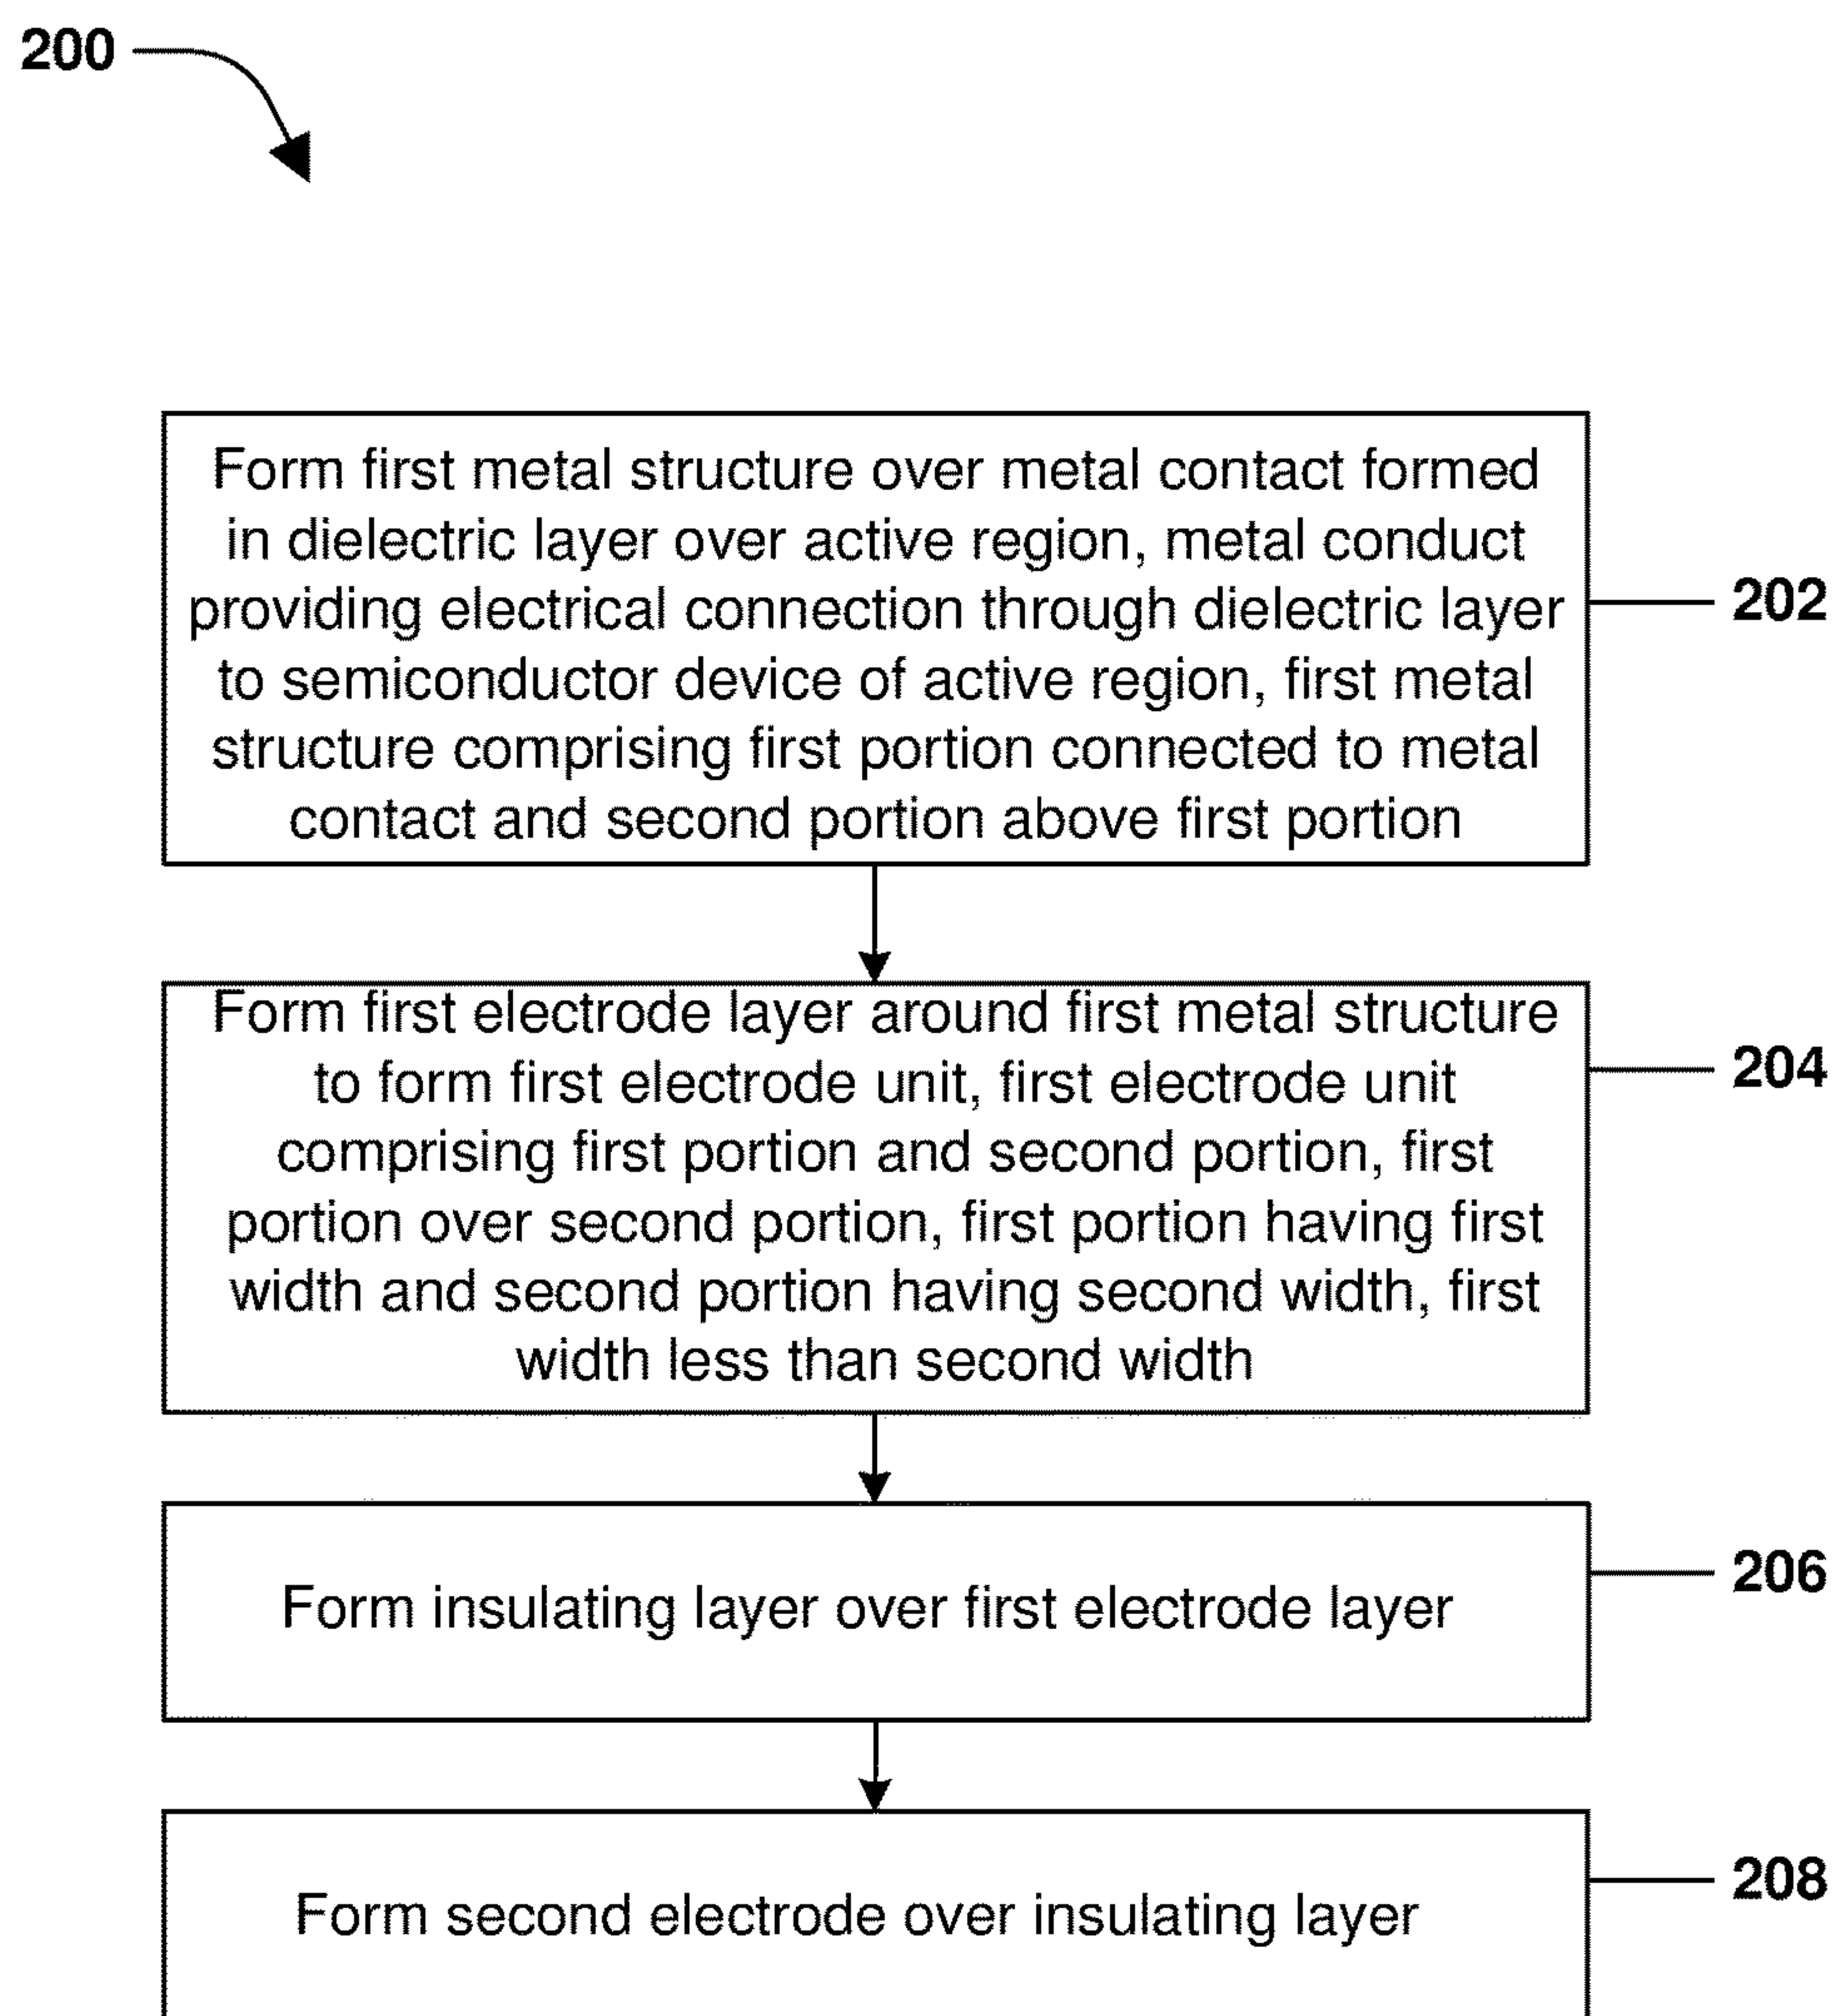 200
Form first metal structure over metal contact formed
in dielectric layer over active region, metal conduct
providing electrical connection through dielectric layer
to semiconductor device of active region, first metal
structure comprising first portion connected to metal
contact and second portion above first portion
202
Form first electrode layer around first metal structure
to form first electrode unit, first electrode unit
comprising first portion and second portion, first
portion over second portion, first portion having first
width and second portion having second width, first
width less than second width
204
Form insulating layer over first electrode layer
206
Form second electrode over insulating layer
208